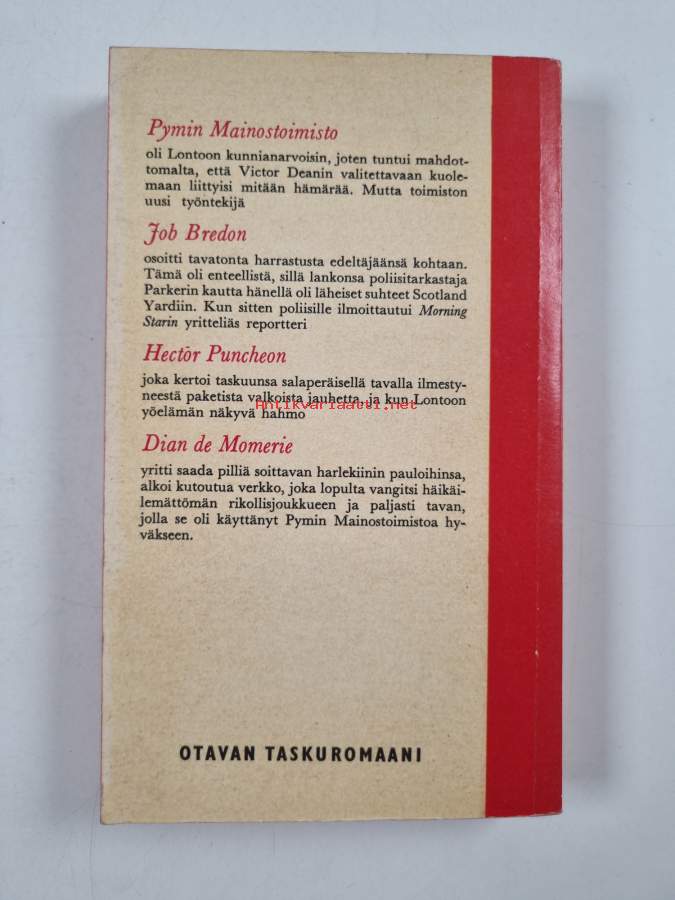 Pymin Mainostoimisto
oli Lontoon kunnianarvoisin, joten tuntui mahdot-
tomalta, että Victor Deanin valitettavaan kuole-
maan liittyisi mitään hämärää. Mutta toimiston
uusi työntekijä
Job Bredon
osoitti tavatonta harrastusta edeltäjäänsä kohtaan.
Tämä oli enteellistä, sillä lankonsa poliisitarkastaja
Parkerin kautta hänellä oli läheiset suhteet Scotland
Yardiin. Kun sitten poliisille ilmoittautui Morning
Starin yritteliäs reportteri
Hector Puncheon
joka kertoi taskuunsa salaperäisellä tavalla ilmesty-
neestä paketista valkoista jauhetta ja kun Lontoon
yöelämän näkyvä hahmo
Antikvariaatti.net
Dian de Momerie
yritti saada pilliä soittavan harlekiinin pauloihinsa,
alkoi kutoutua verkko, joka lopulta vangitsi häikäi-
lemättömän rikollisjoukkueen ja paljasti tavan,
jolla se oli käyttänyt Pymin Mainostoimistoa hy-
väkseen.
OTAVAN TASKUROMAANI